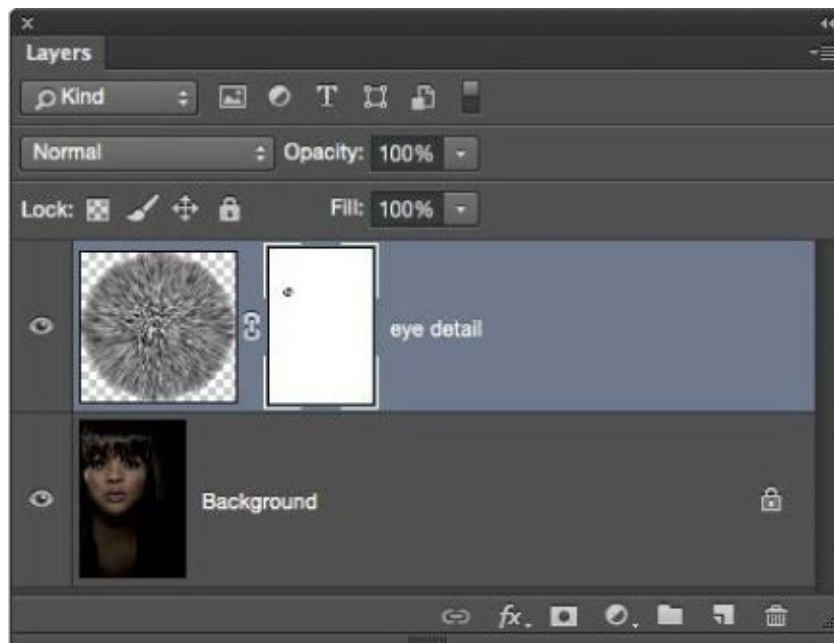 Layers
Kind
Normal Opacity: 100%
Lock: Fill: 100%
eye detail
Background
fx.